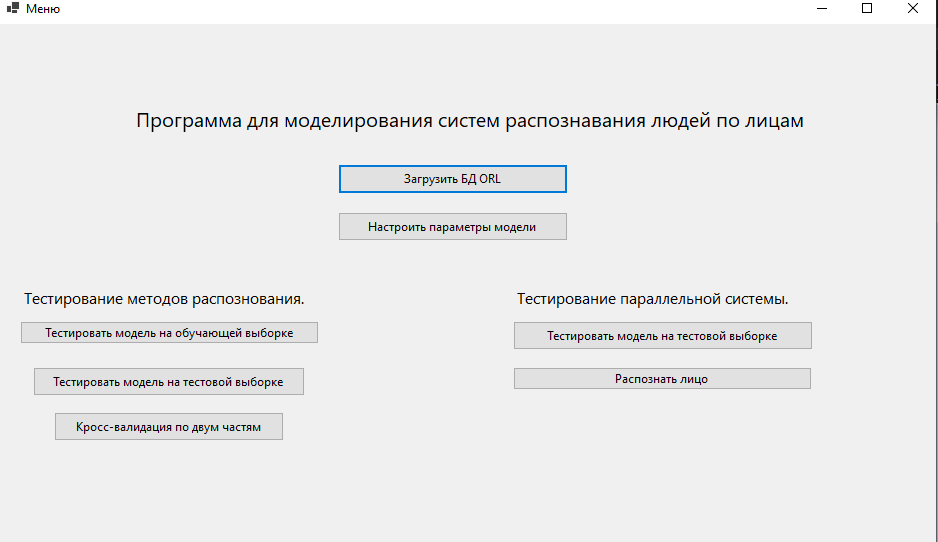 Меню
Программа для моделирования систем распознавания людей по лицам
Загрузить БД ORL
Настроить параметры модели
Тестирование методов распознования.
Тестировать модель на обучающей выборке
Тестировать модель на тестовой выборке
Кросс-валидация по двум частям
Тестирование параллельной системы.
Тестировать модель на тестовой выборке
Распознать лицо